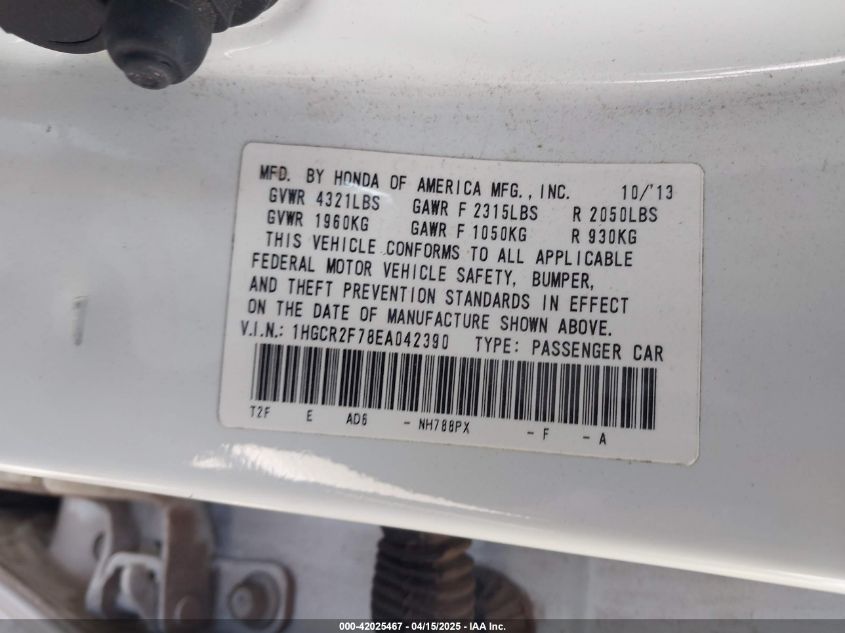 MFD. BY HONDA OF AMERICA MFG., INC. 10/'13
GVWR 4321LBS GAWR F 2315LBS R 2050LBS
GVWR 1960KG GAWR F 1050KG R 930KG
THIS VEHICLE CONFORMS TO ALL APPLICABLE
FEDERAL MOTOR VEHICLE SAFETY, BUMPER,
AND THEFT PREVENTION STANDARDS IN EFFECT
ON THE DATE OF MANUFACTURE SHOWN ABOVE.
V.I.N.: 1HGCR2F78EA042390 TYPE: PASSENGER CAR
T2F E AD6 - NH788PX - F - A
000-42025467 - 04/15/2025 - IAA Inc.